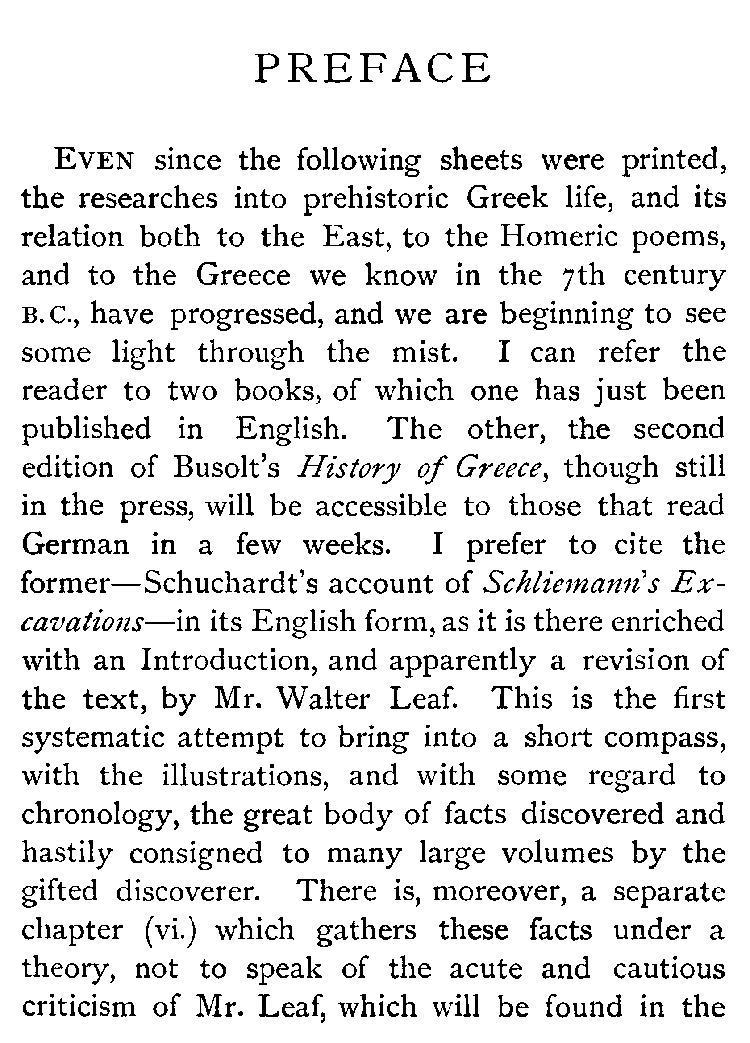 PREFACE
EVEN since the following sheets were printed,
the researches into prehistoric Greek life, and its
relation both to the East, to the Homeric poems,
and to the Greece we know in the 7th century
B.C., have progressed, and we are beginning to see
some light through the mist. I can refer the
reader to two books, of which one has just been
published in English. The other, the second
edition of Busolt's History of Greece, though still
in the press, will be accessible to those that read
German in a few weeks. I prefer to cite the
former—Schuchardt's account of Schliemann's Ex-
cavations—in its English form, as it is there enriched
with an Introduction, and apparently a revision of
the text, by Mr. Walter Leaf. This is the first
systematic attempt to bring into a short compass,
with the illustrations, and with some regard to
chronology, the great body of facts discovered and
hastily consigned to many large volumes by the
gifted discoverer. There is, moreover, a separate
chapter (vi.) which gathers these facts under a
theory, not to speak of the acute and cautious
criticism of Mr. Leaf, which will be found in the